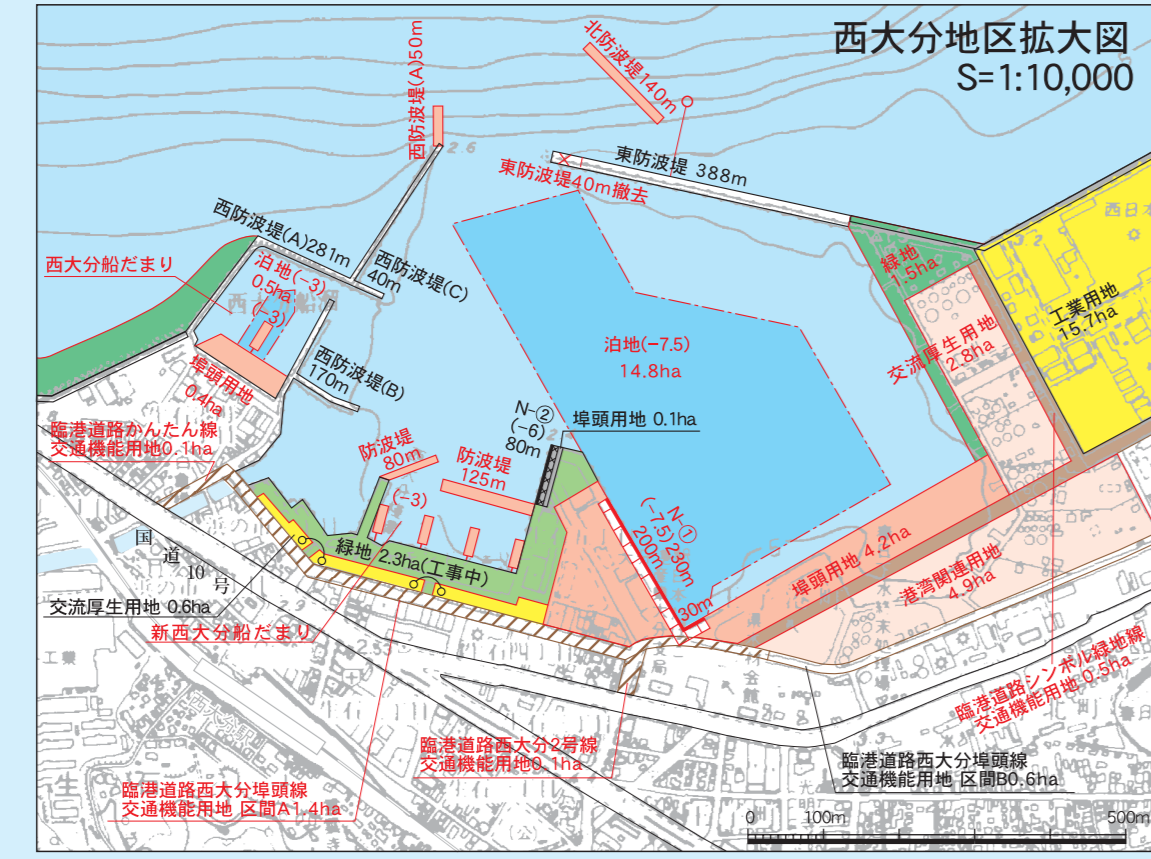 西大分地区拡大図
S=1:10,000
北防波堤140m
西防波堤(A)50m
東防波堤 388m
東防波堤40m撤去
西防波堤(A)281m
西防波堤(C)
40m
西大分船だまり
泊地(-3)
0.5ha
(-3)
埠頭用地
0.4ha
西防波堤(B)
170m
緑地
1.5ha
交流厚生用地
2.8ha
工業用地
15.7ha
西日本
泊地(-7.5)
14.8ha
N-②
(-6)
80m
埠頭用地 0.1ha
臨港道路かんたん線
交通機能用地0.1ha
防波堤
80m
防波堤
125m
(-3)
N-①
(-7.5)230m
200m
30m
埠頭用地 4.2ha
港湾関連用地
4.9ha
緑地 2.3ha(工事中)
国道10号
交流厚生用地 0.6ha
新西大分船だまり
工業
臨港道路シンボル緑地線
交通機能用地 0.5ha
臨港道路西大分2号線
交通機能用地0.1ha
臨港道路西大分埠頭線
交通機能用地 区間B0.6ha
臨港道路西大分埠頭線
交通機能用地 区間A1.4ha
0 100m 500m